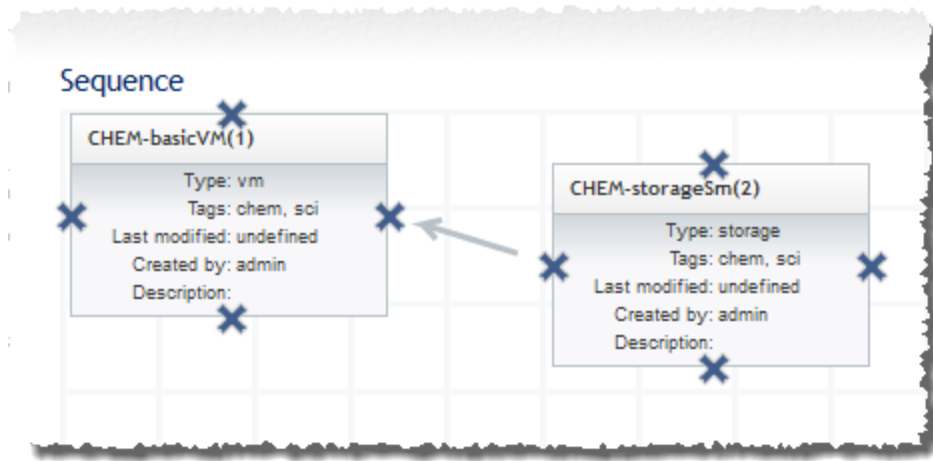 Sequence
CHEM-basicVM(1)
Type: vm
Tags: chem, sci
Last modified: undefined
Created by: admin
Description:
CHEM-storageSm(2)
Type: storage
Tags: chem, sci
Last modified: undefined
Created by: admin
Description: